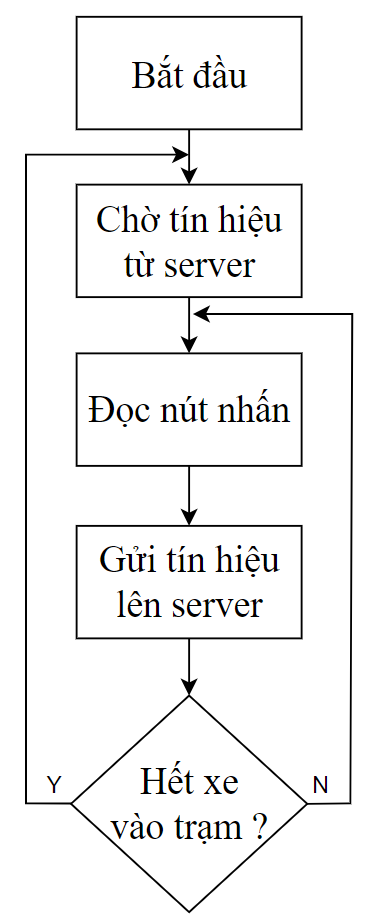 Bắt đầu
Chờ tín hiệu
từ server
Đọc nút nhấn
Gửi tín hiệu
lên server
Hết xe
vào trạm ?
Y
N